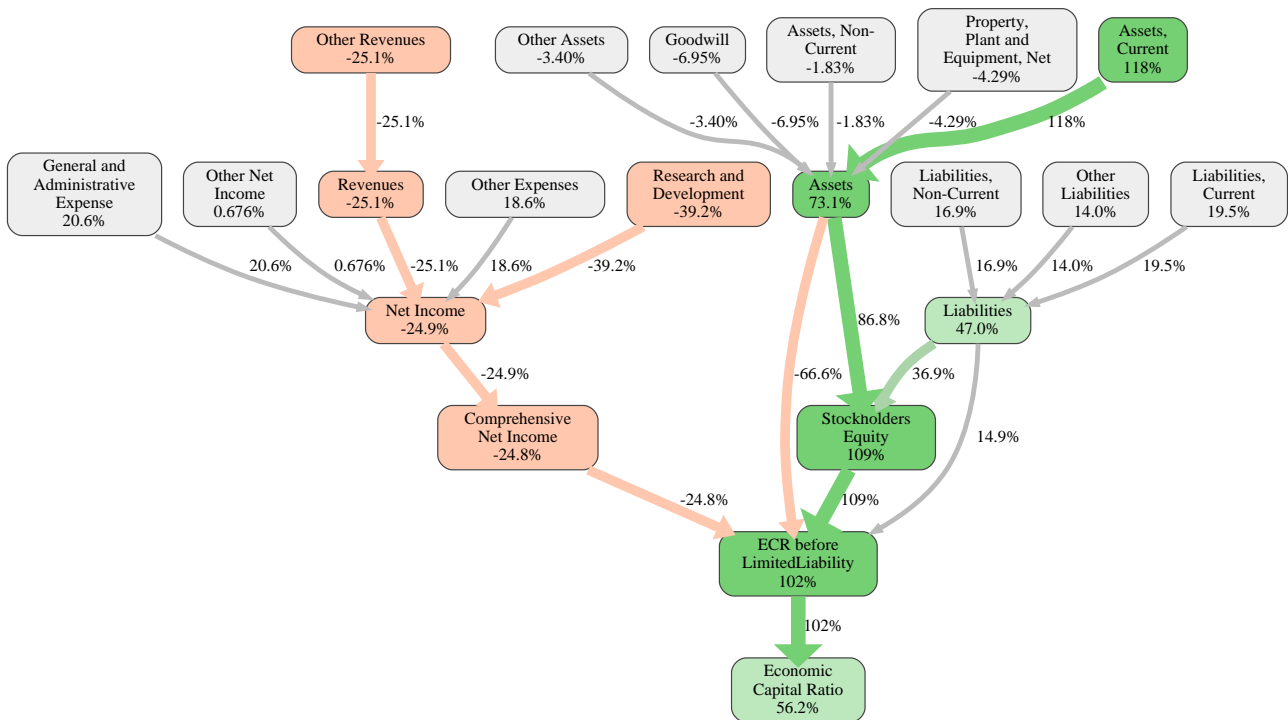 Other Revenues
-25.1%
Other Assets
-3.40%
Goodwill
-6.95%
Assets, Non-
Current
-1.83%
Property,
Plant and
Equipment, Net
-4.29%
Assets,
Current
118%
-25.1%
-3.40%
-6.95%
-1.83%
-4.29%
118%
General and
Administrative
Expense
20.6%
Other Net
Income
0.676%
Revenues
-25.1%
Other Expenses
18.6%
Research and
Development
-39.2%
Assets
73.1%
Liabilities,
Non-Current
16.9%
Other
Liabilities
14.0%
Liabilities,
Current
19.5%
20.6%
0.676%
-25.1%
18.6%
-39.2%
16.9%
14.0%
19.5%
Net Income
-24.9%
86.8%
Liabilities
47.0%
-24.9%
-66.6%
36.9%
Comprehensive
Net Income
-24.8%
Stockholders
Equity
109%
14.9%
-24.8%
109%
ECR before
LimitedLiability
102%
102%
Economic
Capital Ratio
56.2%